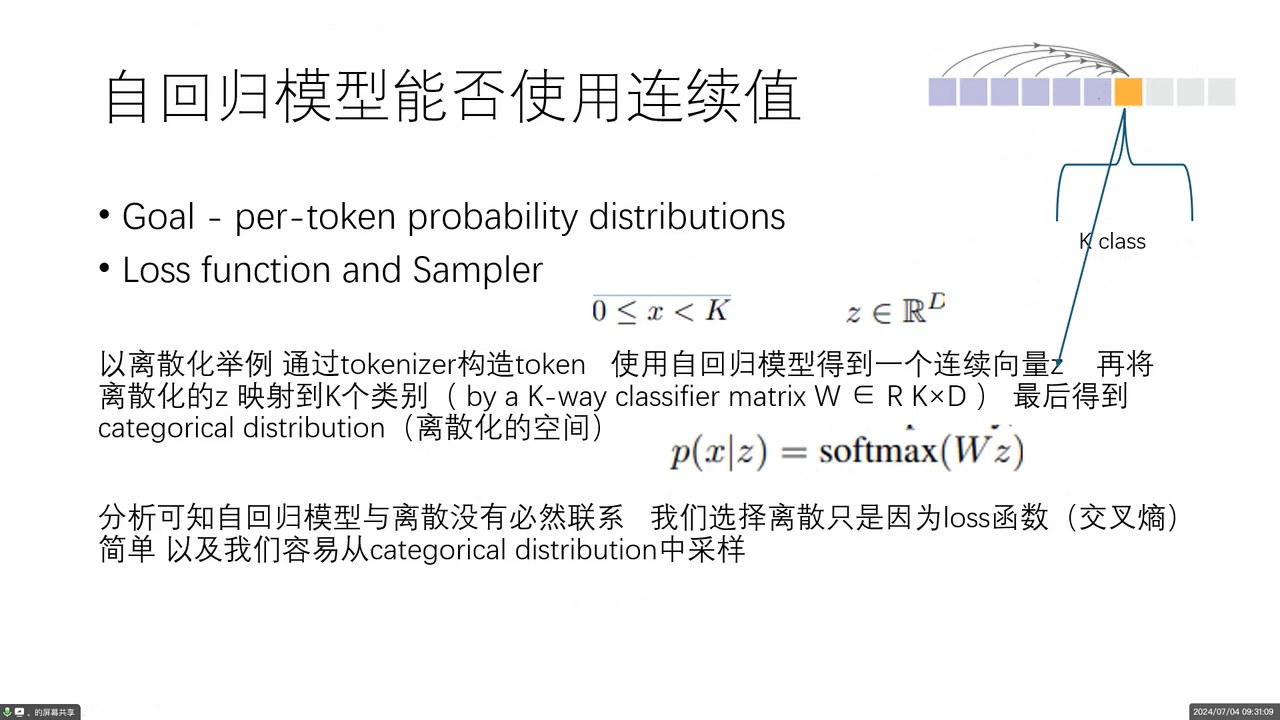 自回归模型能否使用连续值
• Goal - per-token probability distributions
• Loss function and Sampler
K class
0 ≤ x < K
z ∈ ℝ^D
以离散化举例 通过tokenizer构造token 使用自回归模型得到一个连续向量z 再将
离散化的z 映射到K个类别（ by a K-way classifier matrix W ∈ R K×D ） 最后得到
categorical distribution（离散化的空间）
p(x|z) = softmax(Wz)
分析可知自回归模型与离散没有必然联系 我们选择离散只是因为loss函数（交叉熵）
简单 以及我们容易从categorical distribution中采样
。的屏幕共享
2024/07/04 09:31:09